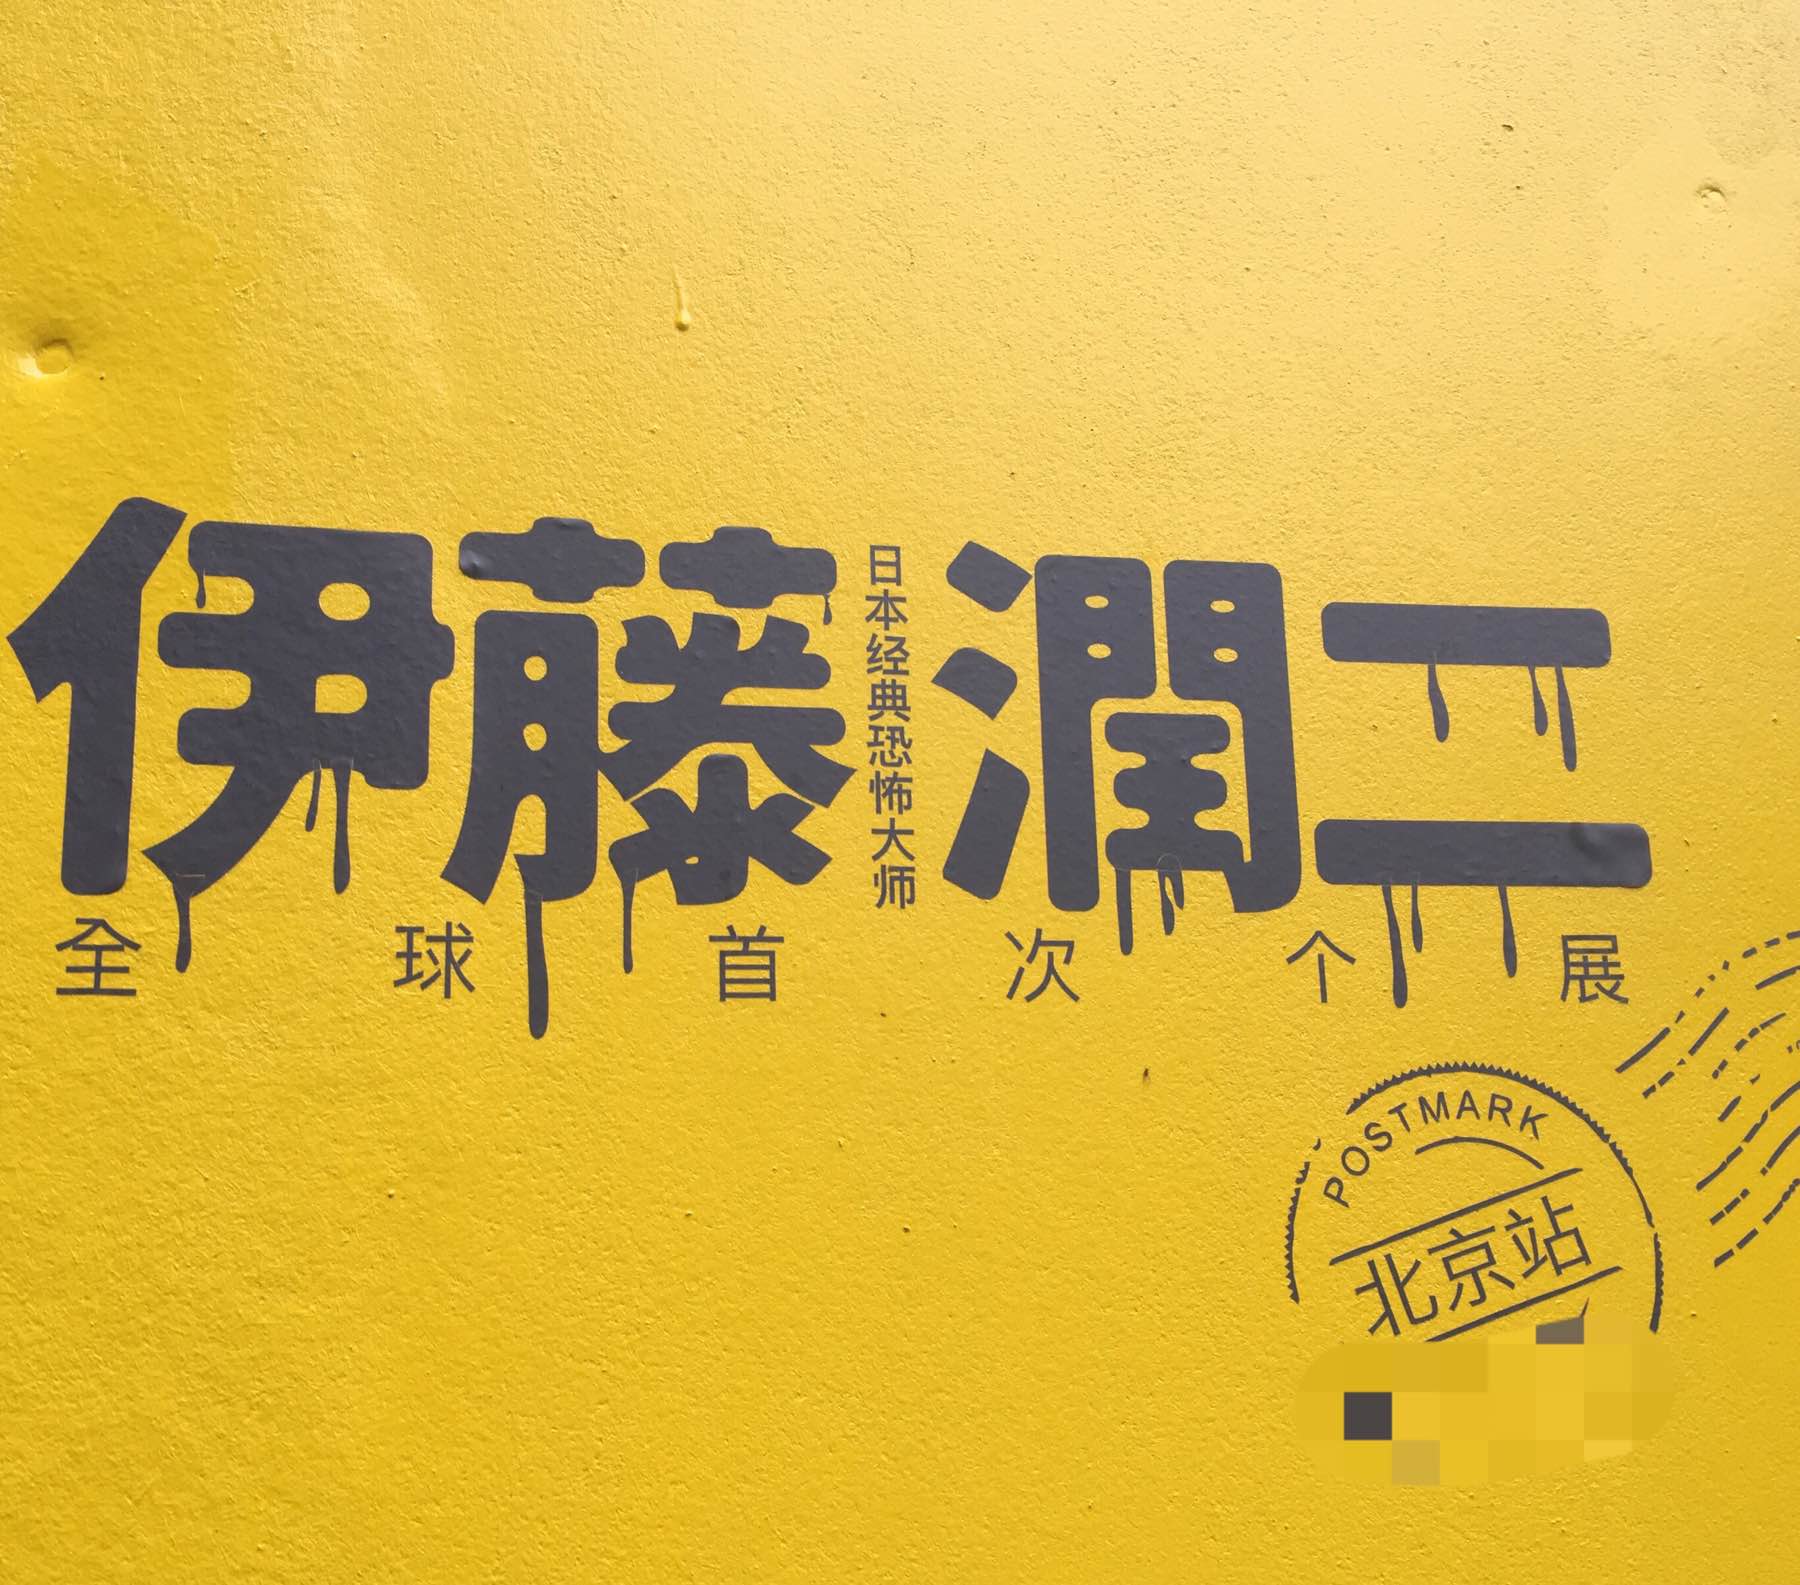 伊藤潤二
日本经典恐怖大师
全球首次个展
POSTMARK
北京站